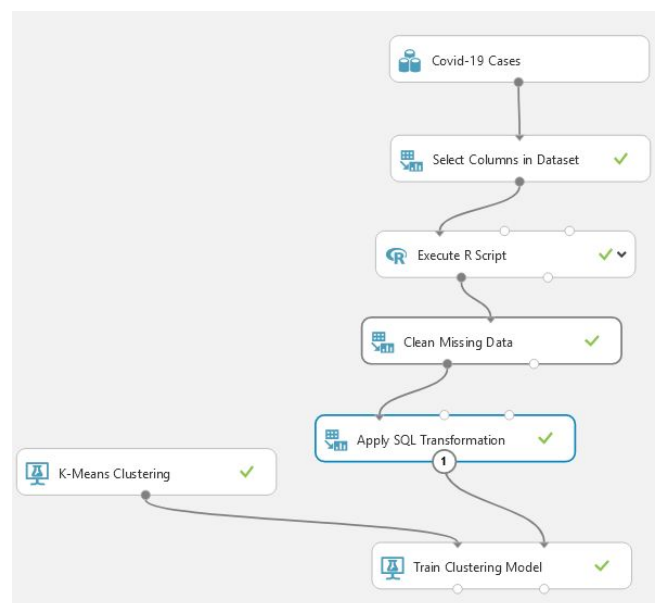 Covid-19 Cases
Select Columns in Dataset
R Execute R Script
Clean Missing Data
Apply SQL Transformation
1
K-Means Clustering
Train Clustering Model